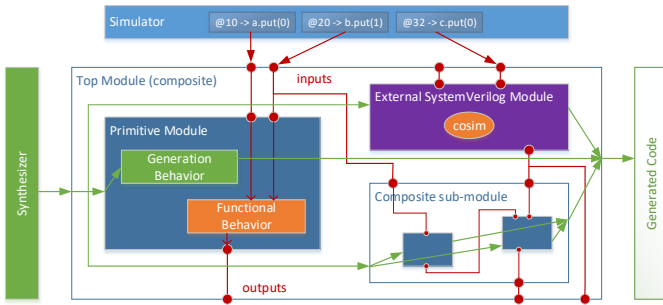 Simulator
@10 -> a.put(0)
@20 -> b.put(1)
@32 -> c.put(0)
Synthesizer
Top Module (composite)
inputs
External SystemVerilog Module
cosim
Primitive Module
Generation
Behavior
Functional
Behavior
Composite sub-module
outputs
Generated Code